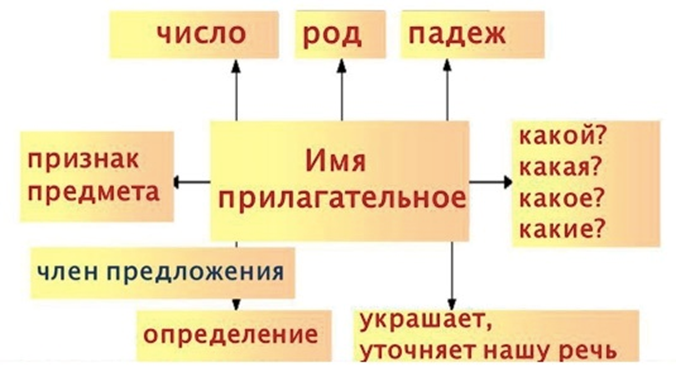 число
род
падеж
признак
предмета
Имя
прилагательное
какой?
какая?
какое?
какие?
член предложения
определение
украшает,
уточняет нашу речь